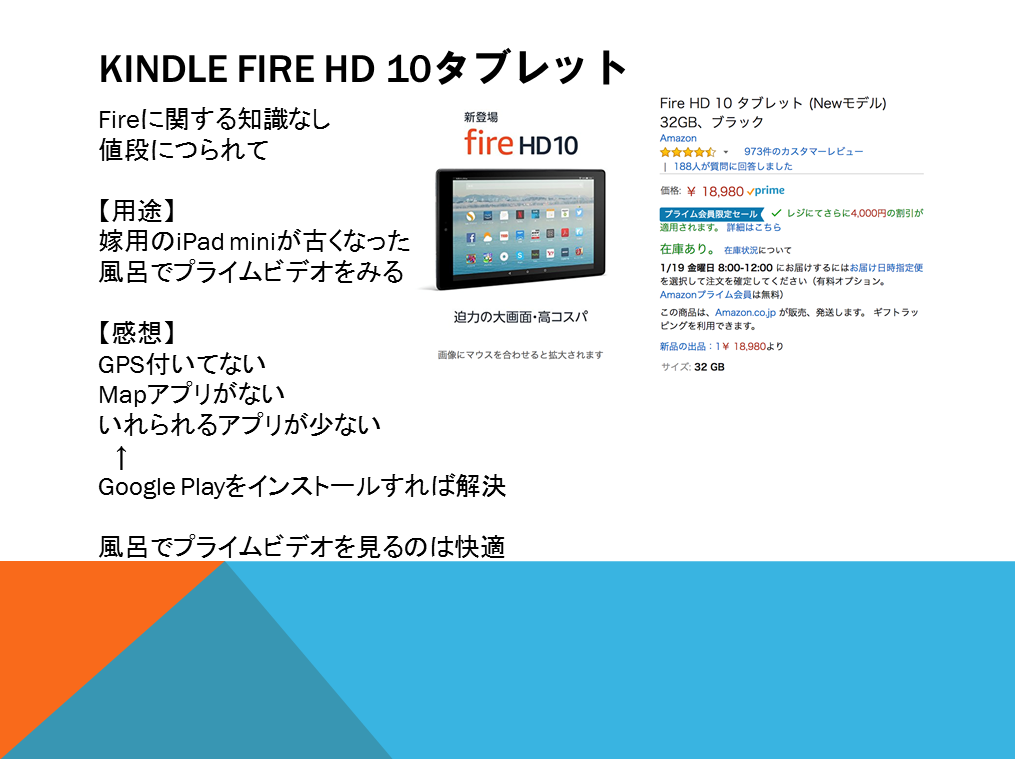 KINDLE FIRE HD 10タブレット
Fireに関する知識なし
値段につられて
【用途】
嫁用のiPad miniが古くなった
風呂でプライムビデオをみる
【感想】
GPS付いてない
Mapアプリがない
いれられるアプリが少ない
↑
Google Playをインストールすれば解決
風呂でプライムビデオを見るのは快適
新登場
fire HD10
迫力の大画面・高コスパ
画像にマウスを合わせると拡大されます
Fire HD 10 タブレット (Newモデル)
32GB、ブラック
Amazon
973件のカスタマーレビュー
| 188人が質問に回答しました
価格: ¥ 18,980 prime
プライム会員限定セール レジにてさらに4,000円の割引が
適用されます。 詳細はこちら
在庫あり。 在庫状況について
1/19 金曜日 8:00-12:00 にお届けするにはお届け日時指定便
を選択して注文を確定してください（有料オプション。
Amazonプライム会員は無料）
この商品は、Amazon.co.jp が販売、発送します。 ギフトラッ
ピングを利用できます。
新品の出品：1¥ 18,980より
サイズ: 32 GB